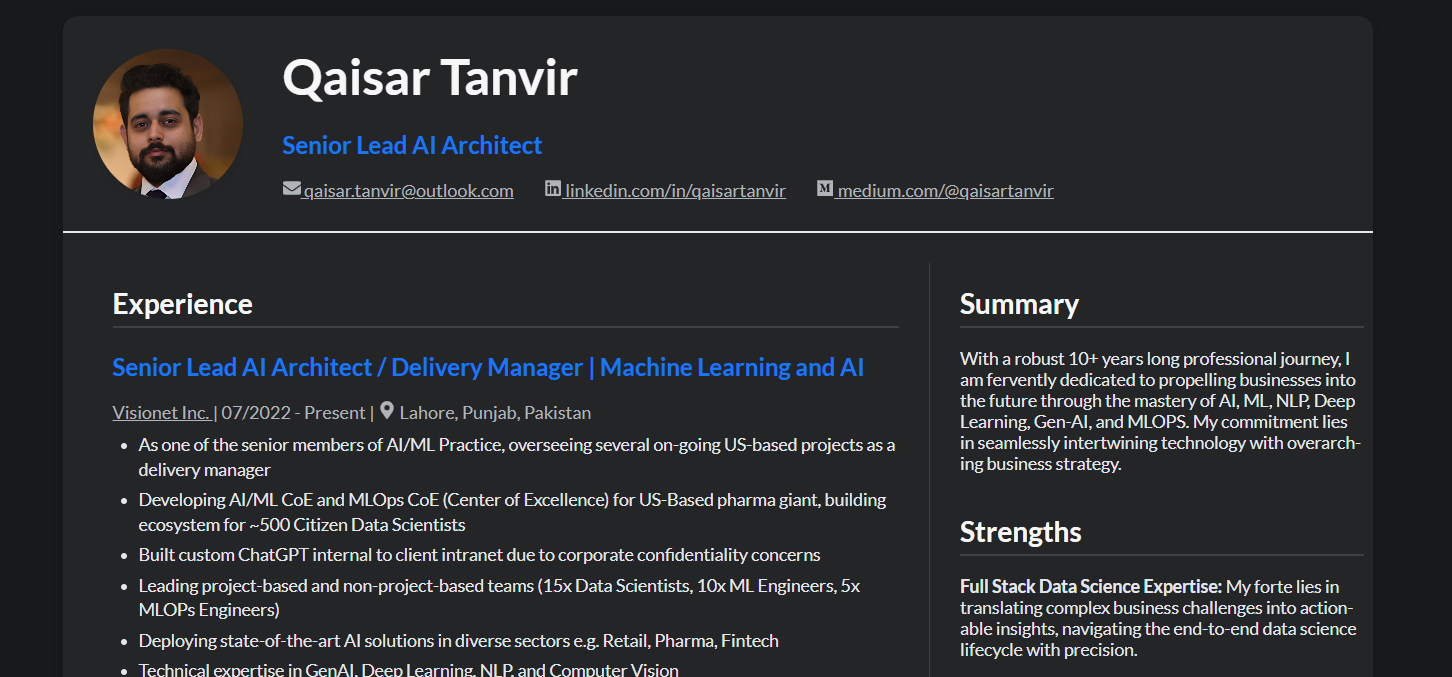 Qaisar Tanvir
Senior Lead AI Architect
qaisar.tanvir@outlook.com linkedin.com/in/qaisartanvir medium.com/@qaisartanvir
Experience
Senior Lead AI Architect / Delivery Manager | Machine Learning and AI
Visionet Inc. | 07/2022 - Present | Lahore, Punjab, Pakistan
• As one of the senior members of AI/ML Practice, overseeing several on-going US-based projects as a
delivery manager
• Developing AI/ML CoE and MLOps CoE (Center of Excellence) for US-Based pharma giant, building
ecosystem for ~500 Citizen Data Scientists
• Built custom ChatGPT internal to client intranet due to corporate confidentiality concerns
• Leading project-based and non-project-based teams (15x Data Scientists, 10x ML Engineers, 5x
MLOPs Engineers)
• Deploying state-of-the-art AI solutions in diverse sectors e.g. Retail, Pharma, Fintech
• Technical expertise in GenAI, Deep Learning, NLP, and Computer Vision
Summary
With a robust 10+ years long professional journey, I
am fervently dedicated to propelling businesses into
the future through the mastery of AI, ML, NLP, Deep
Learning, Gen-AI, and MLOPS. My commitment lies
in seamlessly intertwining technology with overarch-
ing business strategy.
Strengths
Full Stack Data Science Expertise: My forte lies in
translating complex business challenges into action-
able insights, navigating the end-to-end data science
lifecycle with precision.